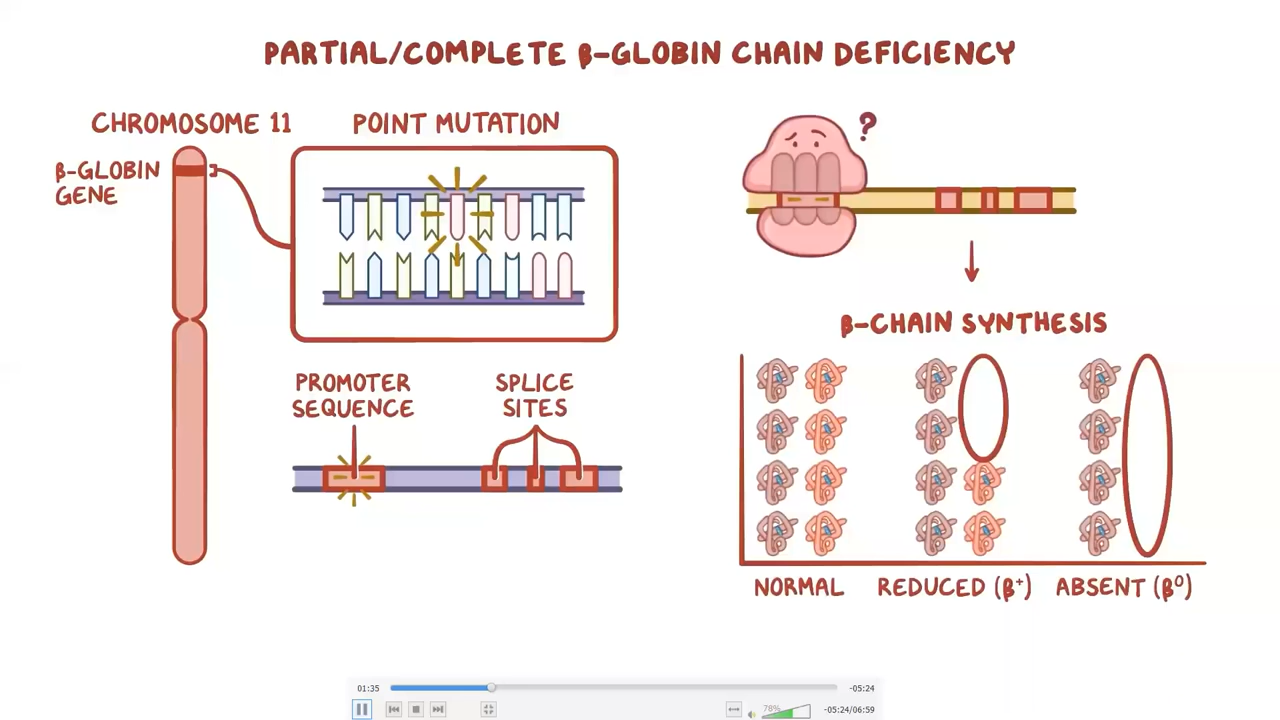 PARTIAL/COMPLETE β-GLOBIN CHAIN DEFICIENCY
CHROMOSOME 11
POINT MUTATION
β-GLOBIN
GENE
?
PROMOTER
SEQUENCE
SPLICE
SITES
β-CHAIN SYNTHESIS
NORMAL
REDUCED (β⁺)
ABSENT (β⁰)
01:35
-05:24
78%
-05:24/06:59